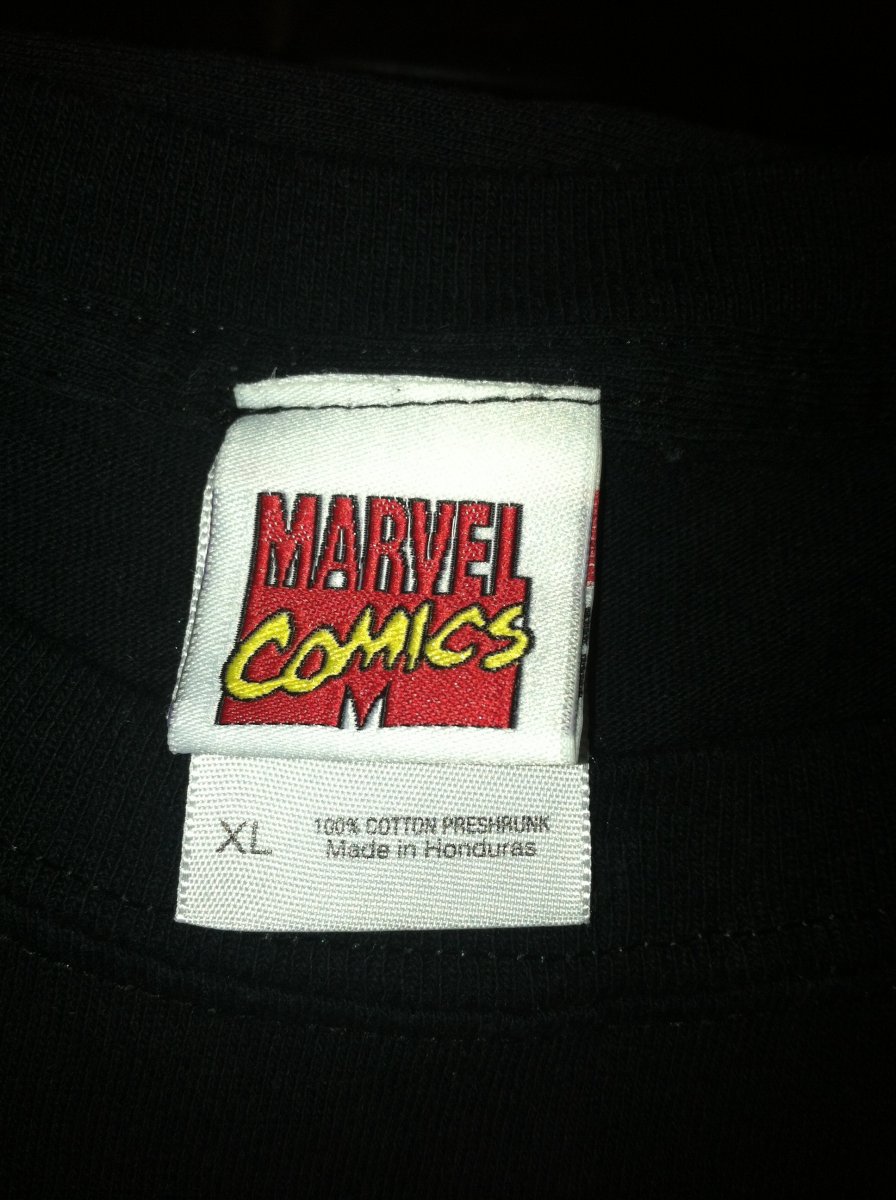 MARVEL
COMICS
M
XL
100% COTTON PRESHRUNK
Made in Honduras